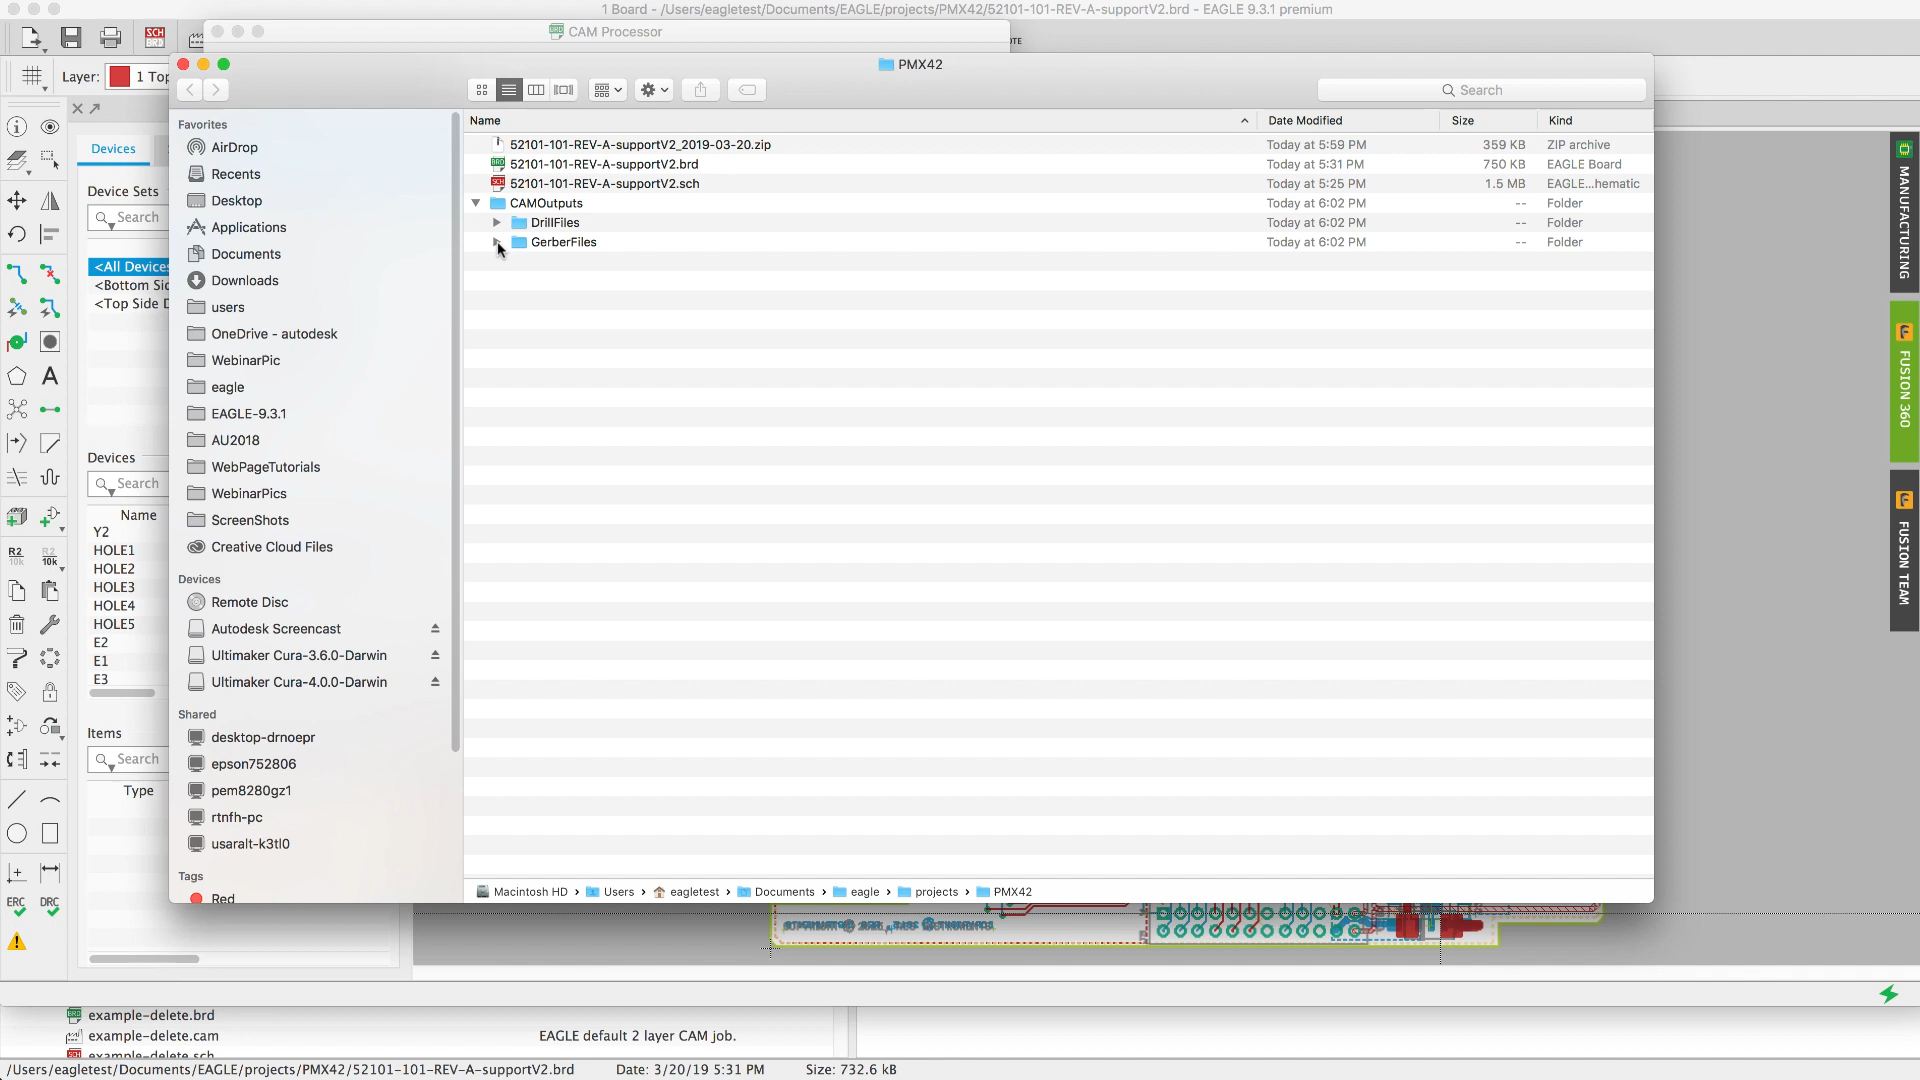 1 Board - /Users/eagletest/Documents/EAGLE/projects/PMX42/52101-101-REV-A-supportV2.brd - EAGLE 9.3.1 premium
CAM Processor
Layer: 1 Top
PMX42
Search
Devices
Device Sets
Search
<All Devices
<Bottom Sid
<Top Side D
Devices
Search
Name
Y2
HOLE1
HOLE2
HOLE3
HOLE4
HOLE5
E2
E1
E3
Items
Search
Type
Favorites
AirDrop
Recents
Desktop
Applications
Documents
Downloads
users
OneDrive - autodesk
WebinarPic
eagle
EAGLE-9.3.1
AU2018
WebPageTutorials
WebinarPics
ScreenShots
Creative Cloud Files
Devices
Remote Disc
Autodesk Screencast
Ultimaker Cura-3.6.0-Darwin
Ultimaker Cura-4.0.0-Darwin
Shared
desktop-drnoepr
epson752806
pem8280gz1
rtnfh-pc
usaralt-k3tl0
Tags
Red
Name Date Modified Size Kind
52101-101-REV-A-supportV2_2019-03-20.zip Today at 5:59 PM 359 KB ZIP archive
52101-101-REV-A-supportV2.brd Today at 5:31 PM 750 KB EAGLE Board
52101-101-REV-A-supportV2.sch Today at 5:25 PM 1.5 MB EAGLE...hematic
CAMOutputs Today at 6:02 PM -- Folder
DrillFiles Today at 6:02 PM -- Folder
GerberFiles Today at 6:02 PM -- Folder
Macintosh HD › Users › eagletest › Documents › eagle › projects › PMX42
MANUFACTURING
FUSION 360
FUSION TEAM
R2 10k
R2 10k
ERC DRC
example-delete.brd
example-delete.cam EAGLE default 2 layer CAM job.
example-delete.sch
/Users/eagletest/Documents/EAGLE/projects/PMX42/52101-101-REV-A-supportV2.brd Date: 3/20/19 5:31 PM Size: 732.6 kB